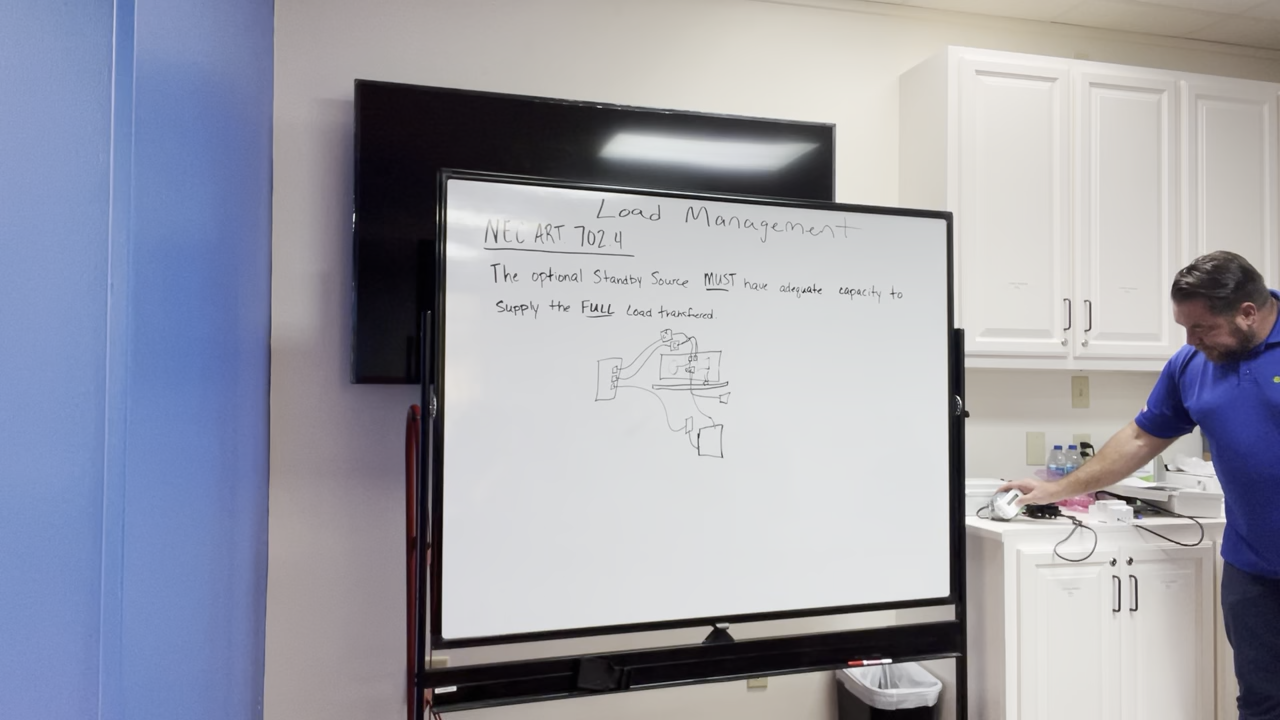 Load Management
NEC ART 702.4
The optional Standby Source MUST have adequate capacity to
Supply the FULL Load transfered.